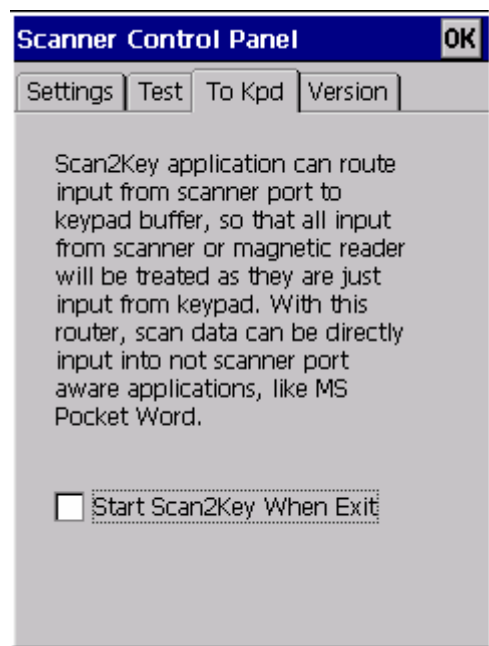 Scanner Control Panel OK
Settings Test To Kpd Version
Scan2Key application can route
input from scanner port to
keypad buffer, so that all input
from scanner or magnetic reader
will be treated as they are just
input from keypad. With this
router, scan data can be directly
input into not scanner port
aware applications, like MS
Pocket Word.
Start Scan2Key When Exit